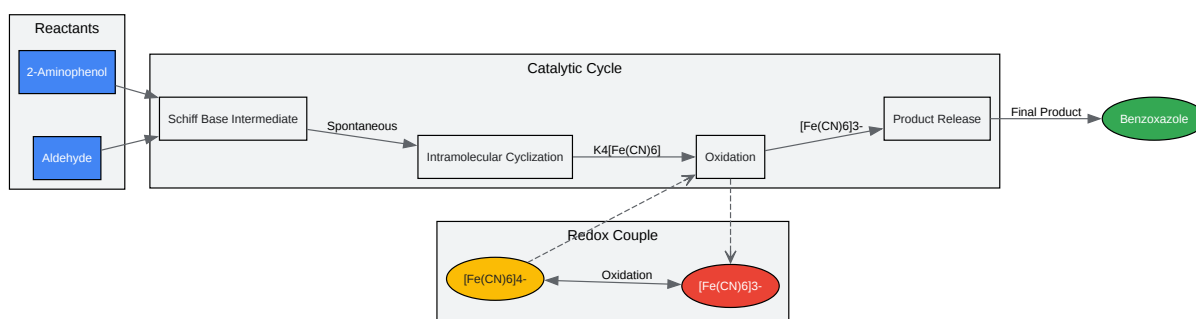 Reactants
2-Aminophenol
Aldehyde
Catalytic Cycle
Schiff Base Intermediate
Spontaneous
Intramolecular Cyclization
K4[Fe(CN)6]
Oxidation
[Fe(CN)6]3-
Product Release
Final Product
Benzoxazole
Redox Couple
[Fe(CN)6]4-
Oxidation
[Fe(CN)6]3-